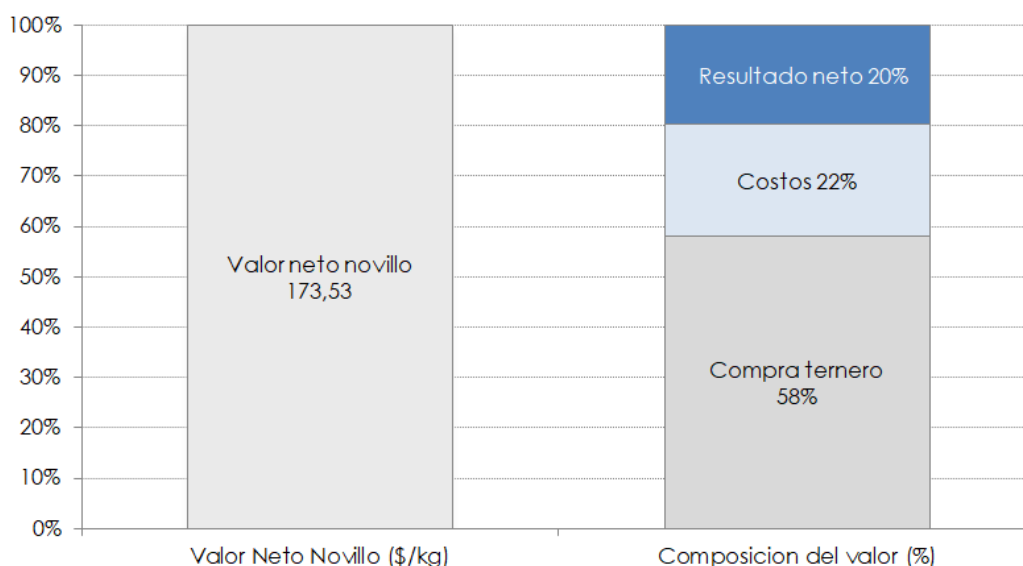 100%
90%
80%
70%
60%
50%
40%
30%
20%
10%
0%
Valor neto novillo
173,53
Resultado neto 20%
Costos 22%
Compra ternero
58%
Valor Neto Novillo ($/kg)
Composicion del valor (%)